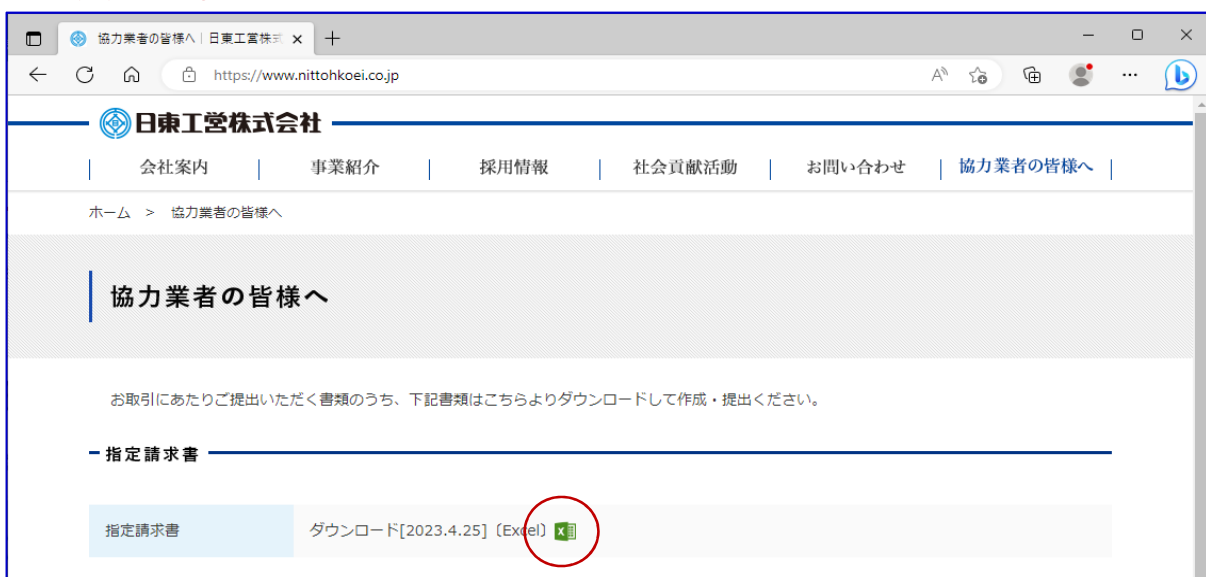 協力業者の皆様へ | 日東工営株式
https://www.nittohkoei.co.jp
日東工営株式会社
会社案内 事業紹介 採用情報 社会貢献活動 お問い合わせ 協力業者の皆様へ
ホーム > 協力業者の皆様へ
協力業者の皆様へ
お取引にあたりご提出いただく書類のうち、下記書類はこちらよりダウンロードして作成・提出ください。
指定請求書
指定請求書 ダウンロード[2023.4.25]〔Excel〕